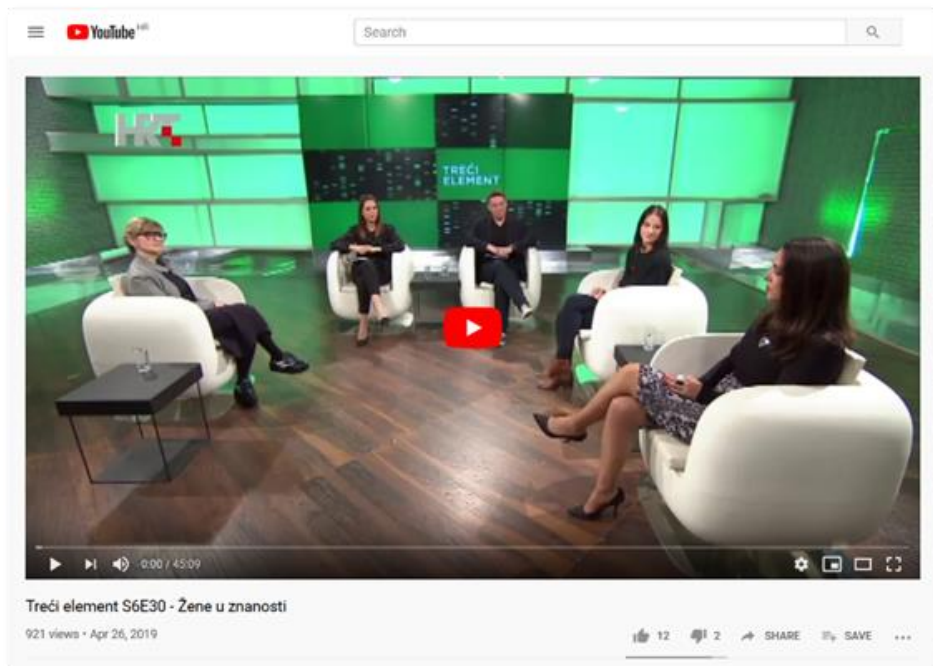 YouTube HR
Search
HRT
TREĆI
ELEMENT
0:00 / 45:09
Treći element S6E30 - Žene u znanosti
921 views • Apr 26, 2019
12 2 SHARE SAVE